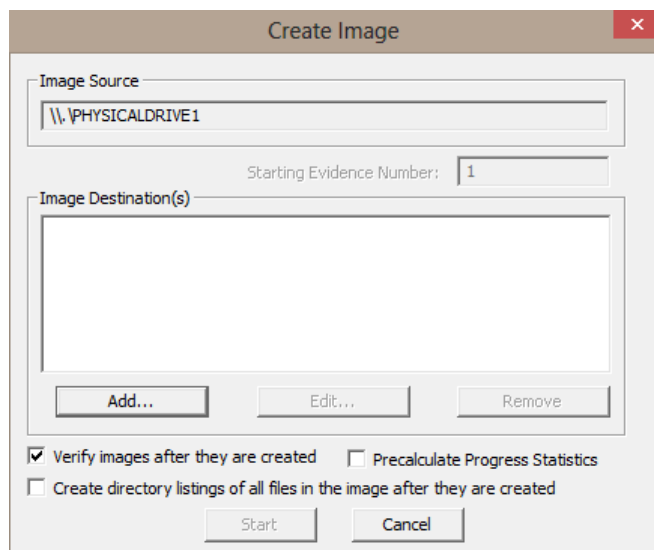 Create Image
Image Source
\\.\PHYSICALDRIVE1
Starting Evidence Number: 1
Image Destination(s)
Add... Edit... Remove
Verify images after they are created Precalculate Progress Statistics
Create directory listings of all files in the image after they are created
Start Cancel